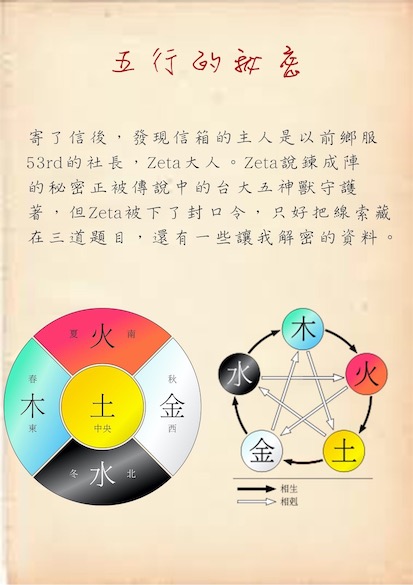 五行的秘密
寄了信後，發現信箱的主人是以前鄉服
53rd的社長，Zeta大人。Zeta說鍊成陣
的秘密正被傳說中的台大五神獸守護
著，但Zeta被下了封口令，只好把線索藏
在三道題目，還有一些讓我解密的資料。
夏 火 南
春 秋
木 土 金
東 中央 西
冬 水 北
木
水 火
金 土
相生
相剋